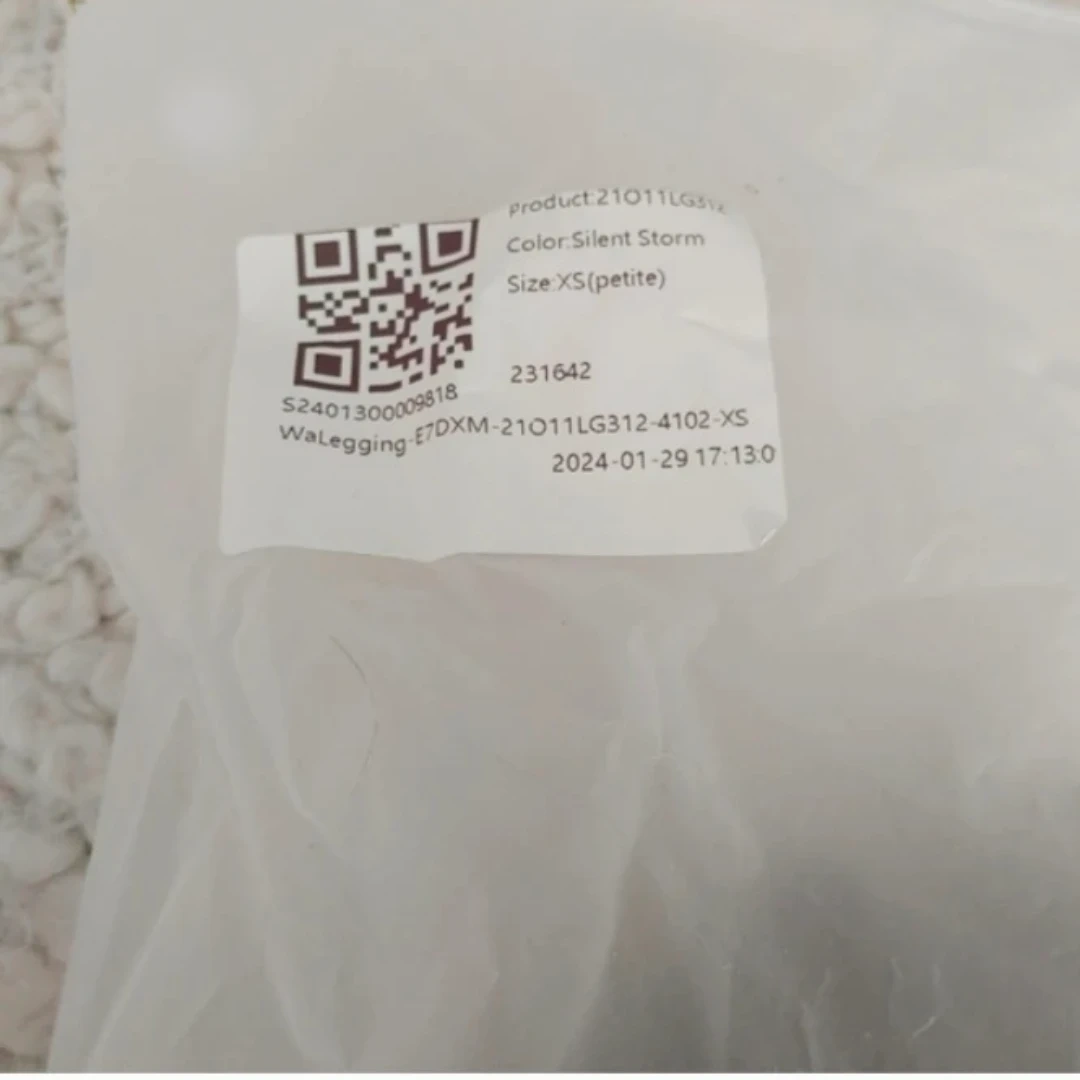 Product:21O11LG312
Color:Silent Storm
Size:XS(petite)
231642
S2401300009818
WaLegging-E7DXM-21O11LG312-4102-XS
2024-01-29 17:13:0